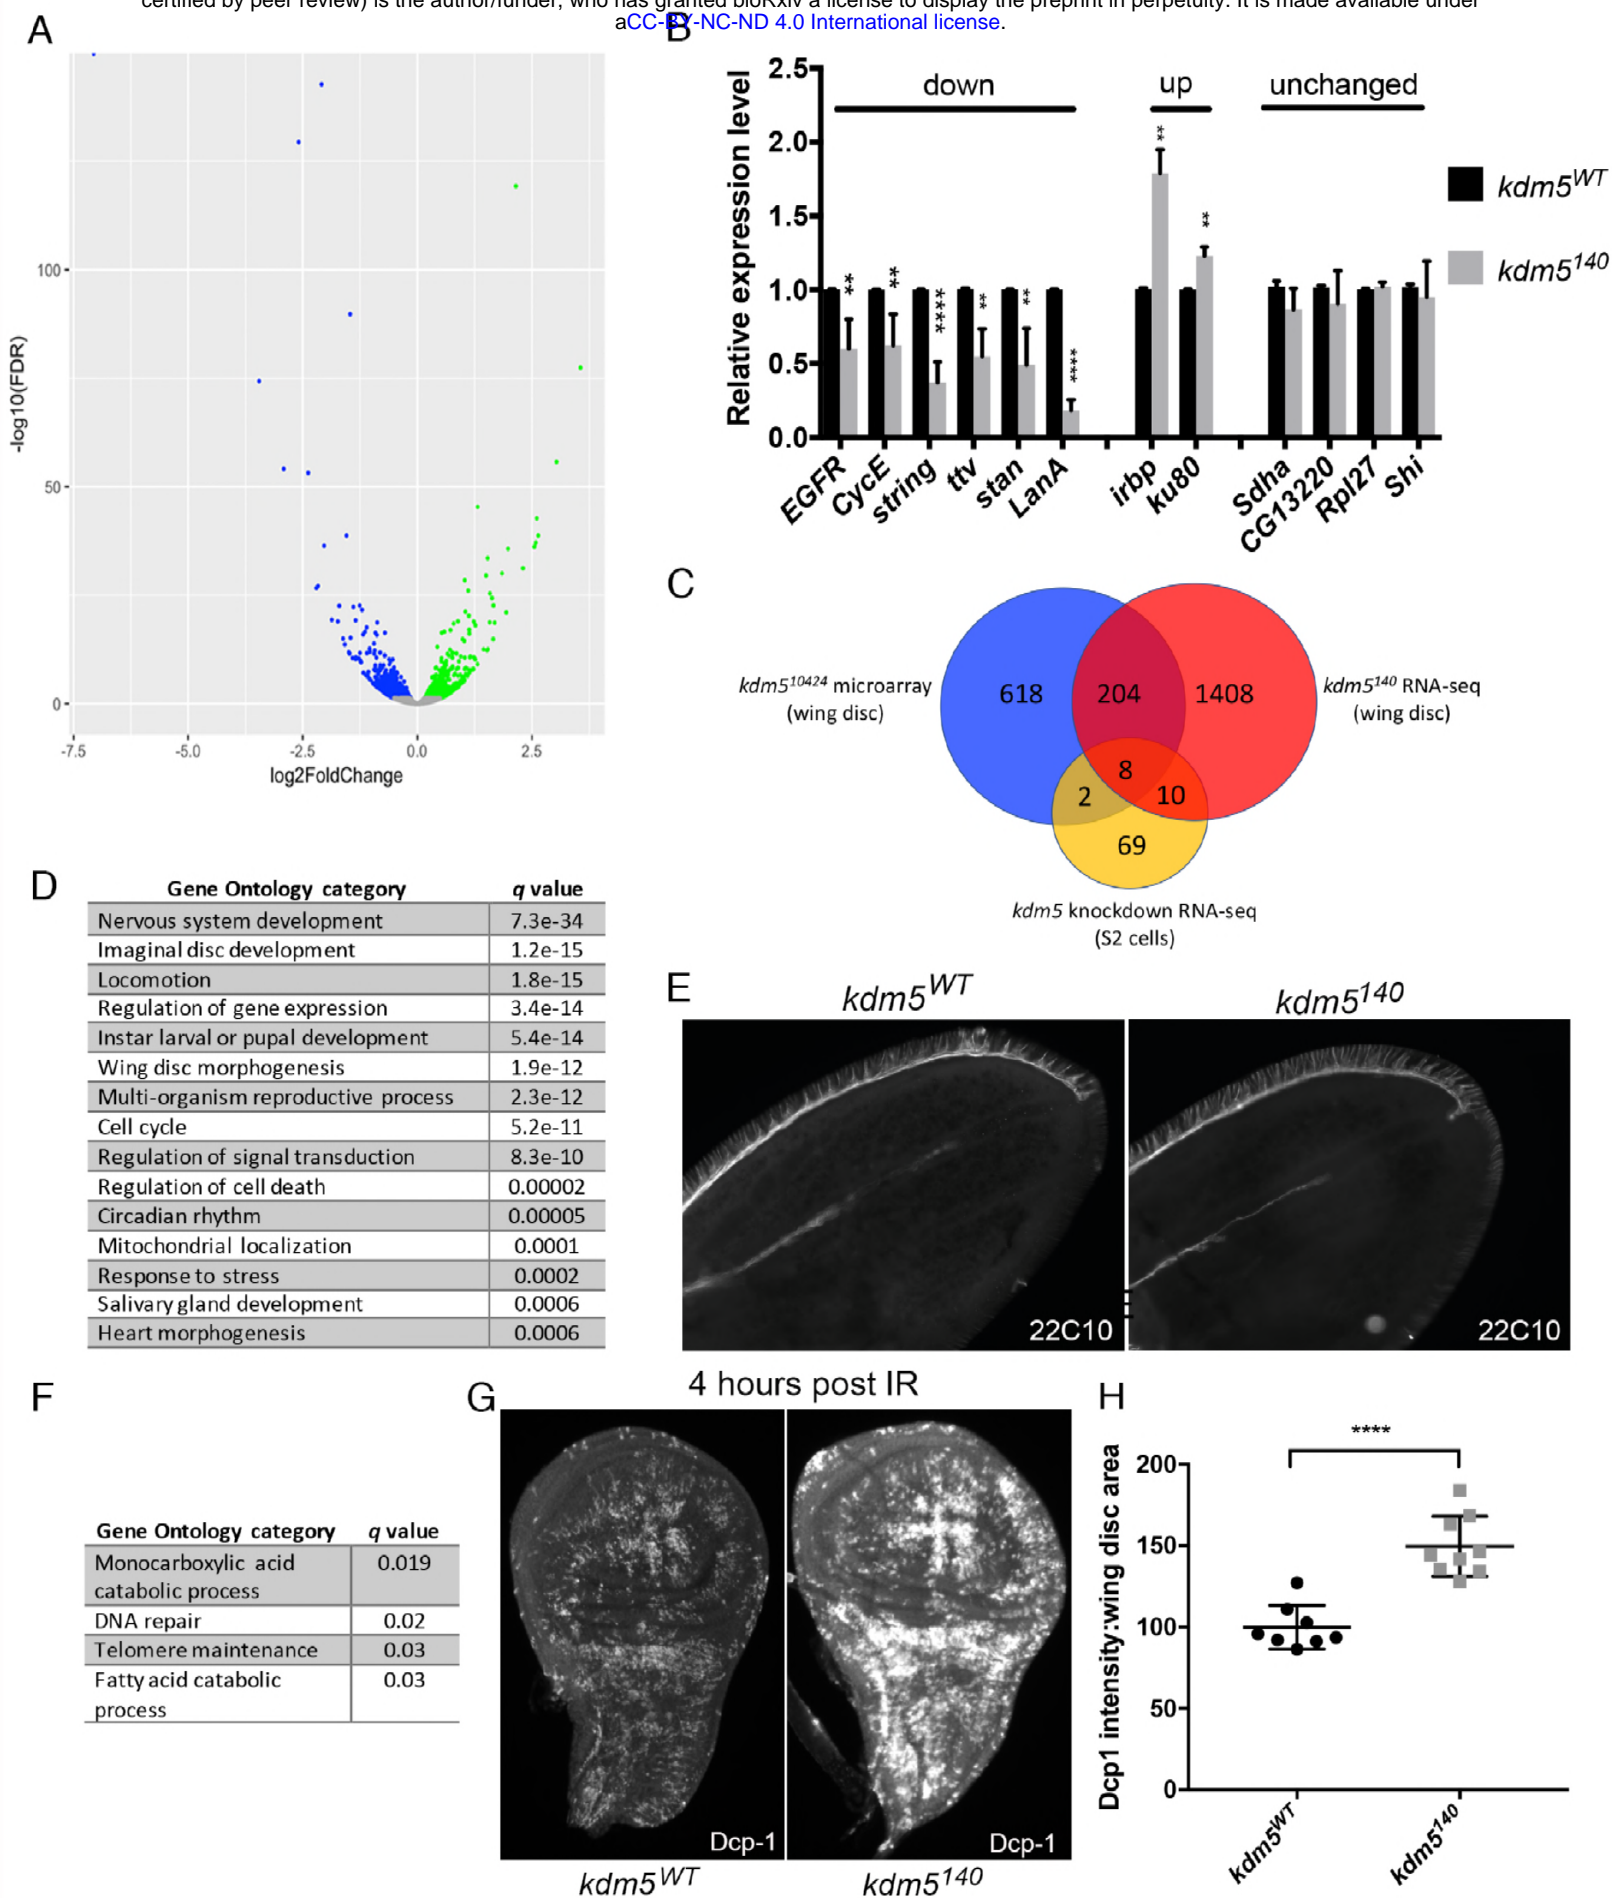 certified by peer review) is the author/funder, who has granted bioRxiv a license to display the preprint in perpetuity. It is made available under
aCC-BY-NC-ND 4.0 International license.
A
-log10(FDR)
100
50
0
-7.5 -5.0 -2.5 0.0 2.5
log2FoldChange
B
Relative expression level
2.5
2.0
1.5
1.0
0.5
0.0
down up unchanged
** ** **** ** ** **** ** **
EGFR CycE string ttv stan LanA irbp ku80 Sdha CG13220 Rpl27 Shi
kdm5WT
kdm5140
C
kdm510424 microarray
(wing disc)
618 204 1408
kdm5140 RNA-seq
(wing disc)
8
2 10
69
kdm5 knockdown RNA-seq
(S2 cells)
D
Gene Ontology category q value
Nervous system development 7.3e-34
Imaginal disc development 1.2e-15
Locomotion 1.8e-15
Regulation of gene expression 3.4e-14
Instar larval or pupal development 5.4e-14
Wing disc morphogenesis 1.9e-12
Multi-organism reproductive process 2.3e-12
Cell cycle 5.2e-11
Regulation of signal transduction 8.3e-10
Regulation of cell death 0.00002
Circadian rhythm 0.00005
Mitochondrial localization 0.0001
Response to stress 0.0002
Salivary gland development 0.0006
Heart morphogenesis 0.0006
E
kdm5WT kdm5140
22C10 22C10
F
Gene Ontology category q value
Monocarboxylic acid 0.019
catabolic process
DNA repair 0.02
Telomere maintenance 0.03
Fatty acid catabolic 0.03
process
G
4 hours post IR
Dcp-1 Dcp-1
kdm5WT kdm5140
H
Dcp1 intensity:wing disc area
****
200
150
100
50
0
kdm5WT kdm5140